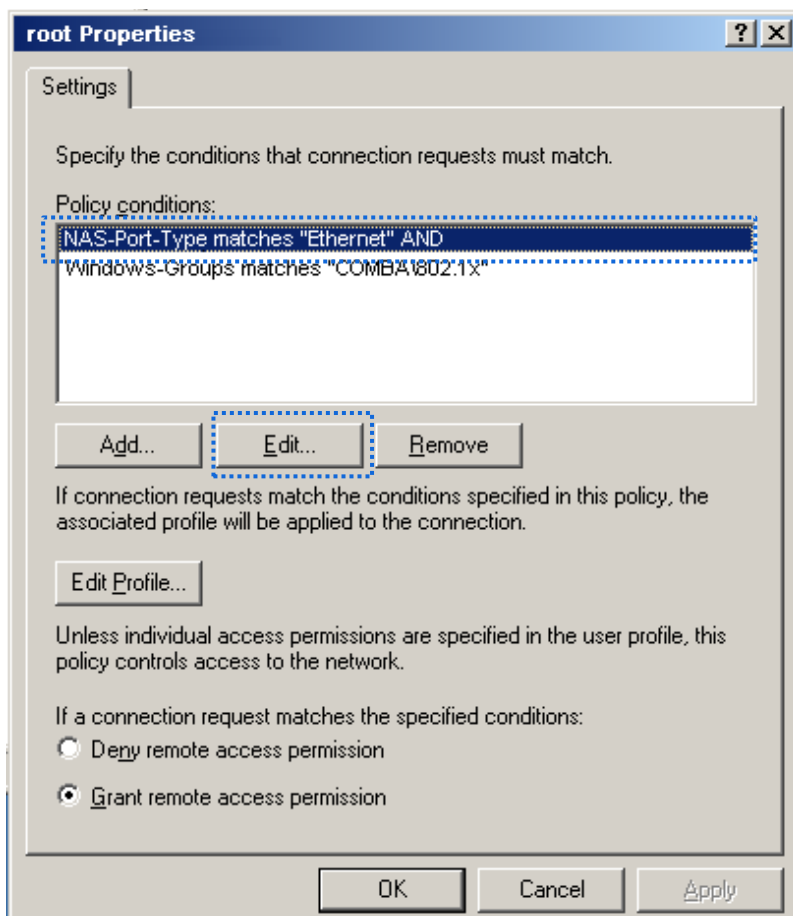 root Properties
? X
Settings
Specify the conditions that connection requests must match.
Policy conditions:
NAS-Port-Type matches "Ethernet" AND
Windows-Groups matches "COMBA\802.1x"
Add... Edit... Remove
If connection requests match the conditions specified in this policy, the
associated profile will be applied to the connection.
Edit Profile...
Unless individual access permissions are specified in the user profile, this
policy controls access to the network.
If a connection request matches the specified conditions:
Deny remote access permission
Grant remote access permission
OK Cancel Apply